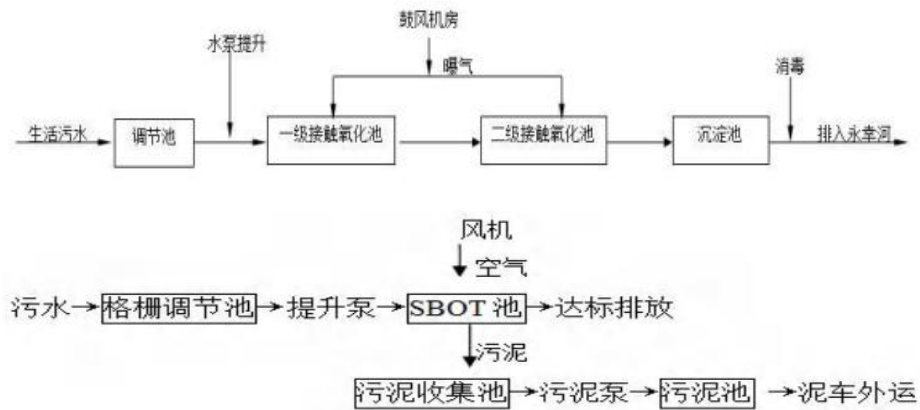 鼓风机房
水泵提升
曝气
消毒
生活污水 调节池 一级接触氧化池 二级接触氧化池 沉淀池 排入永幸河
风机
空气
污水 格栅调节池 提升泵 SBOT 池 达标排放
污泥
污泥收集池 污泥泵 污泥池 泥车外运